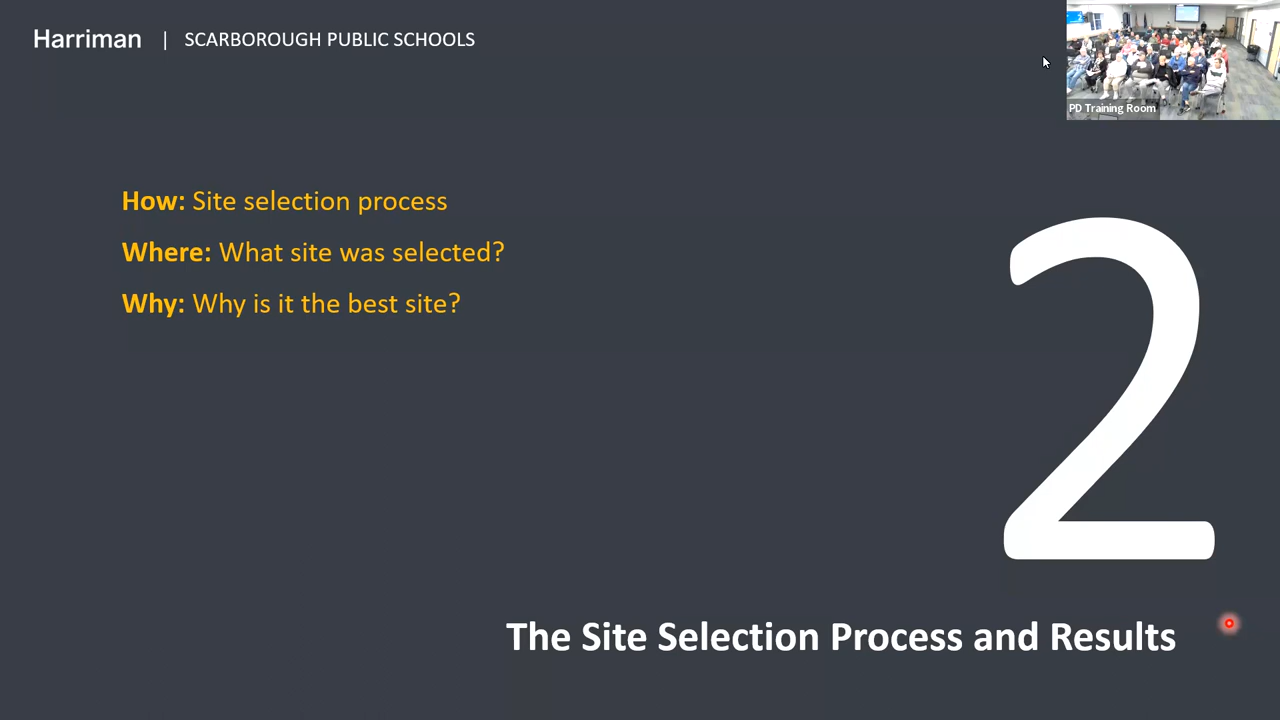 Harriman | SCARBOROUGH PUBLIC SCHOOLS
PD Training Room
How: Site selection process
Where: What site was selected?
Why: Why is it the best site?
2
The Site Selection Process and Results